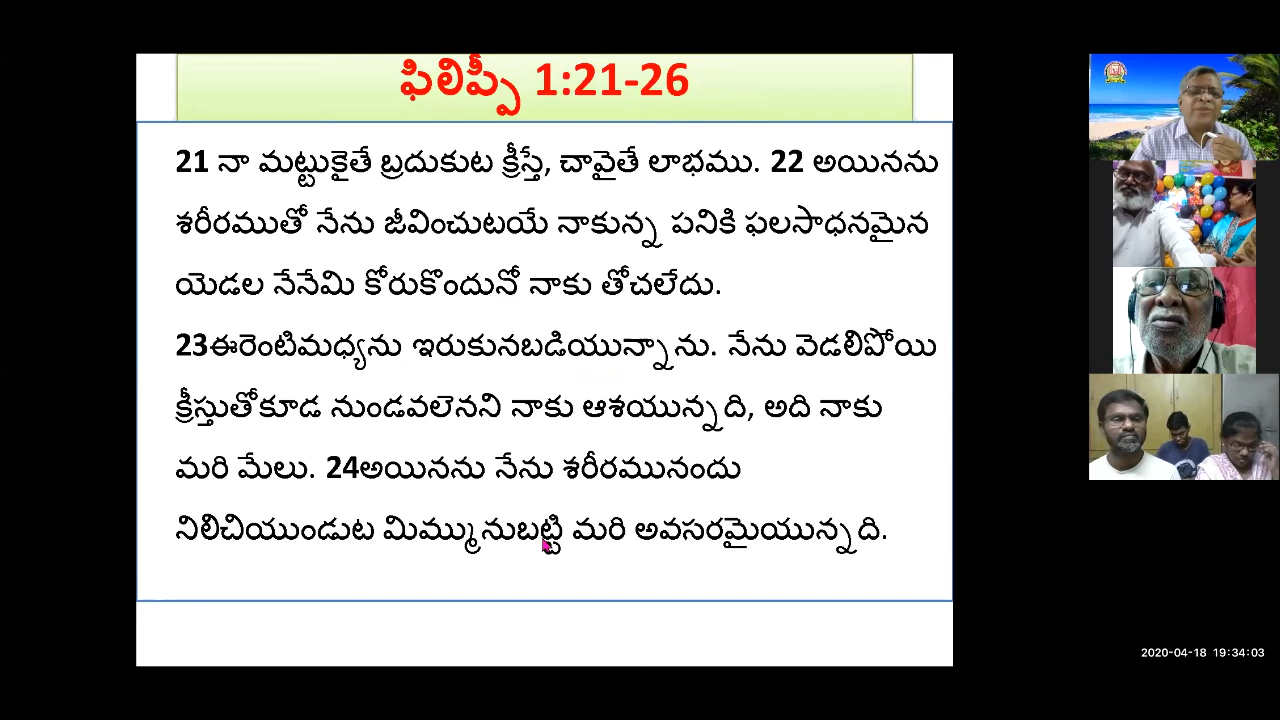 ఫిలిప్పీ 1:21-26
21 నా మట్టుకైతే బ్రదుకుట క్రీస్తే, చావైతే లాభము. 22 అయినను
శరీరముతో నేను జీవించుటయే నాకున్న పనికి ఫలసాధనమైన
యెడల నేనేమి కోరుకొందునో నాకు తోచలేదు.
23ఈరెంటిమధ్యను ఇరుకునబడియున్నాను. నేను వెడలిపోయి
క్రీస్తుతోకూడ నుండవలెనని నాకు ఆశయున్నది, అది నాకు
మరి మేలు. 24అయినను నేను శరీరమునందు
నిలిచియుండుట మిమ్మునుబట్టి మరి అవసరమైయున్నది.
2020-04-18 19:34:03